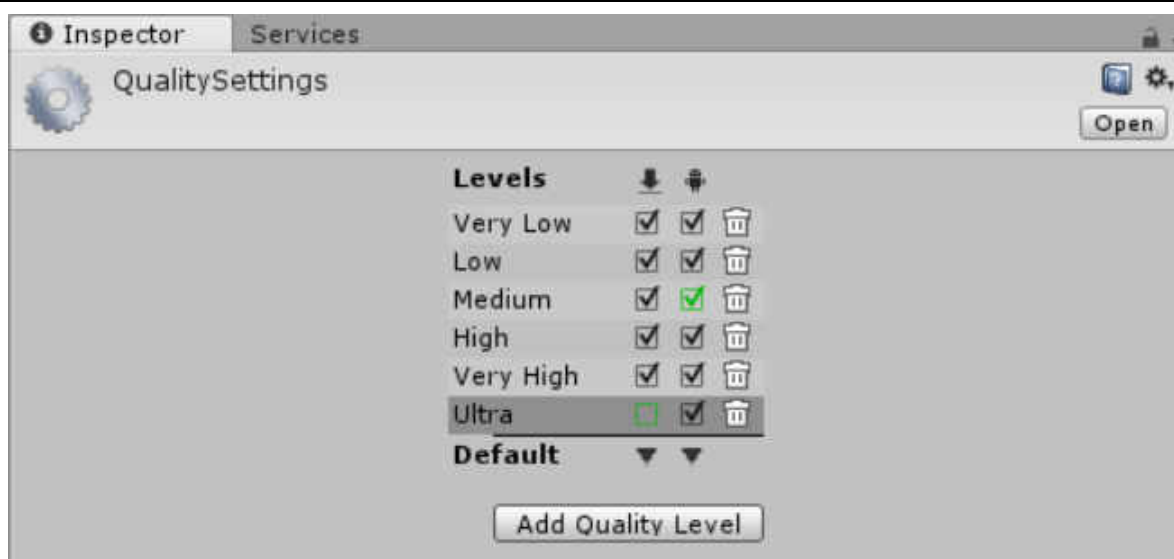 Inspector Services
QualitySettings
Open
Levels
Very Low
Low
Medium
High
Very High
Ultra
Default
Add Quality Level